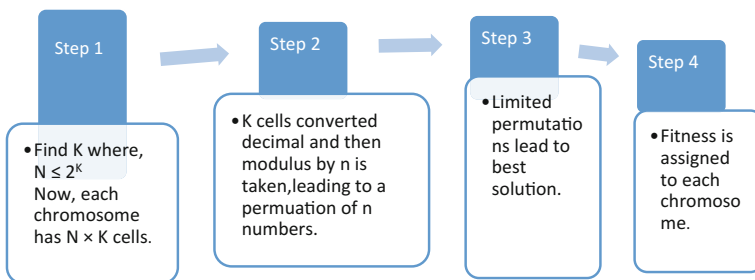 Step 1
•Find K where,
N ≤ 2^K
Now, each
chromosome
has N × K cells.
Step 2
•K cells converted
decimal and then
modulus by n is
taken,leading to a
permuation of n
numbers.
Step 3
•Limited
permutatio
ns lead to
best
solution.
Step 4
•Fitness is
assigned
to each
chromoso
me.